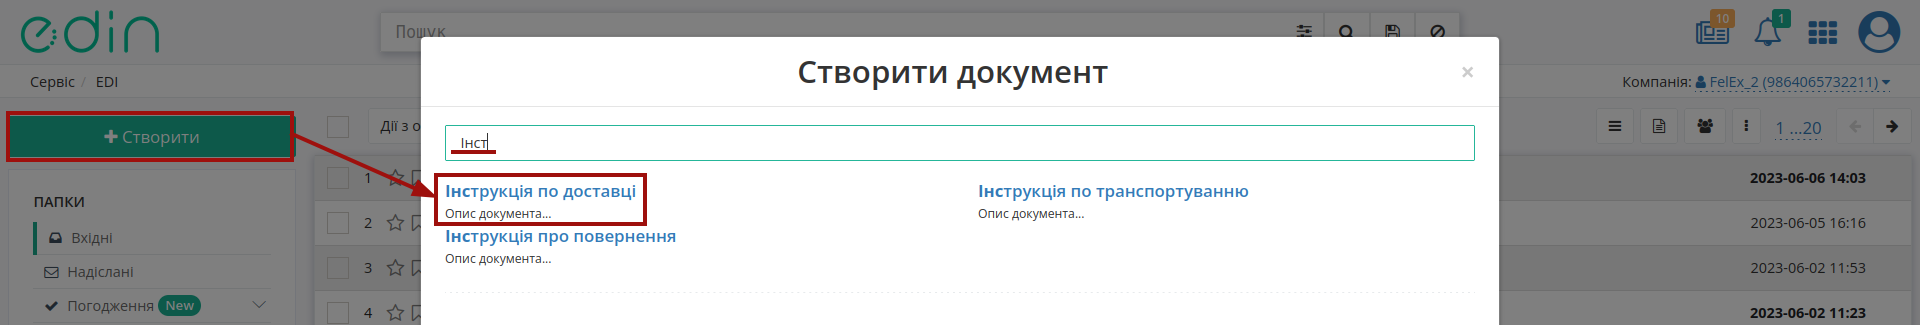 edin
Пошук
10
1
Сервіс / EDI
Компанія: FelEx_2 (9864065732211)
Створити
Дії з о
1 ...20
ПАПКИ
Вхідні
Надіслані
Погодження New
1
2
3
4
Створити документ
×
Інст
Інструкція по доставці
Опис документа...
Інструкція по транспортуванню
Опис документа...
Інструкція про повернення
Опис документа...
2023-06-06 14:03
2023-06-05 16:16
2023-06-02 11:53
2023-06-02 11:23